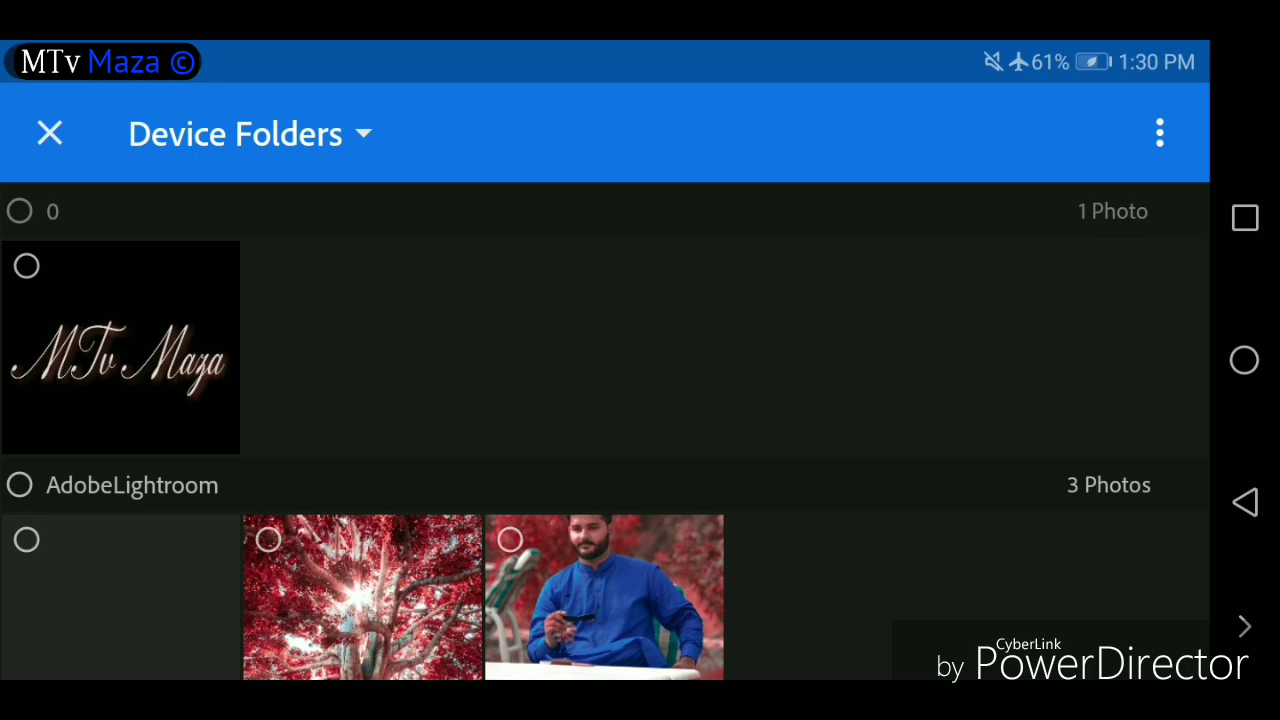 MTv Maza ©
61% 1:30 PM
Device Folders
0 1 Photo
MTv Maza
AdobeLightroom 3 Photos
CyberLink
by PowerDirector